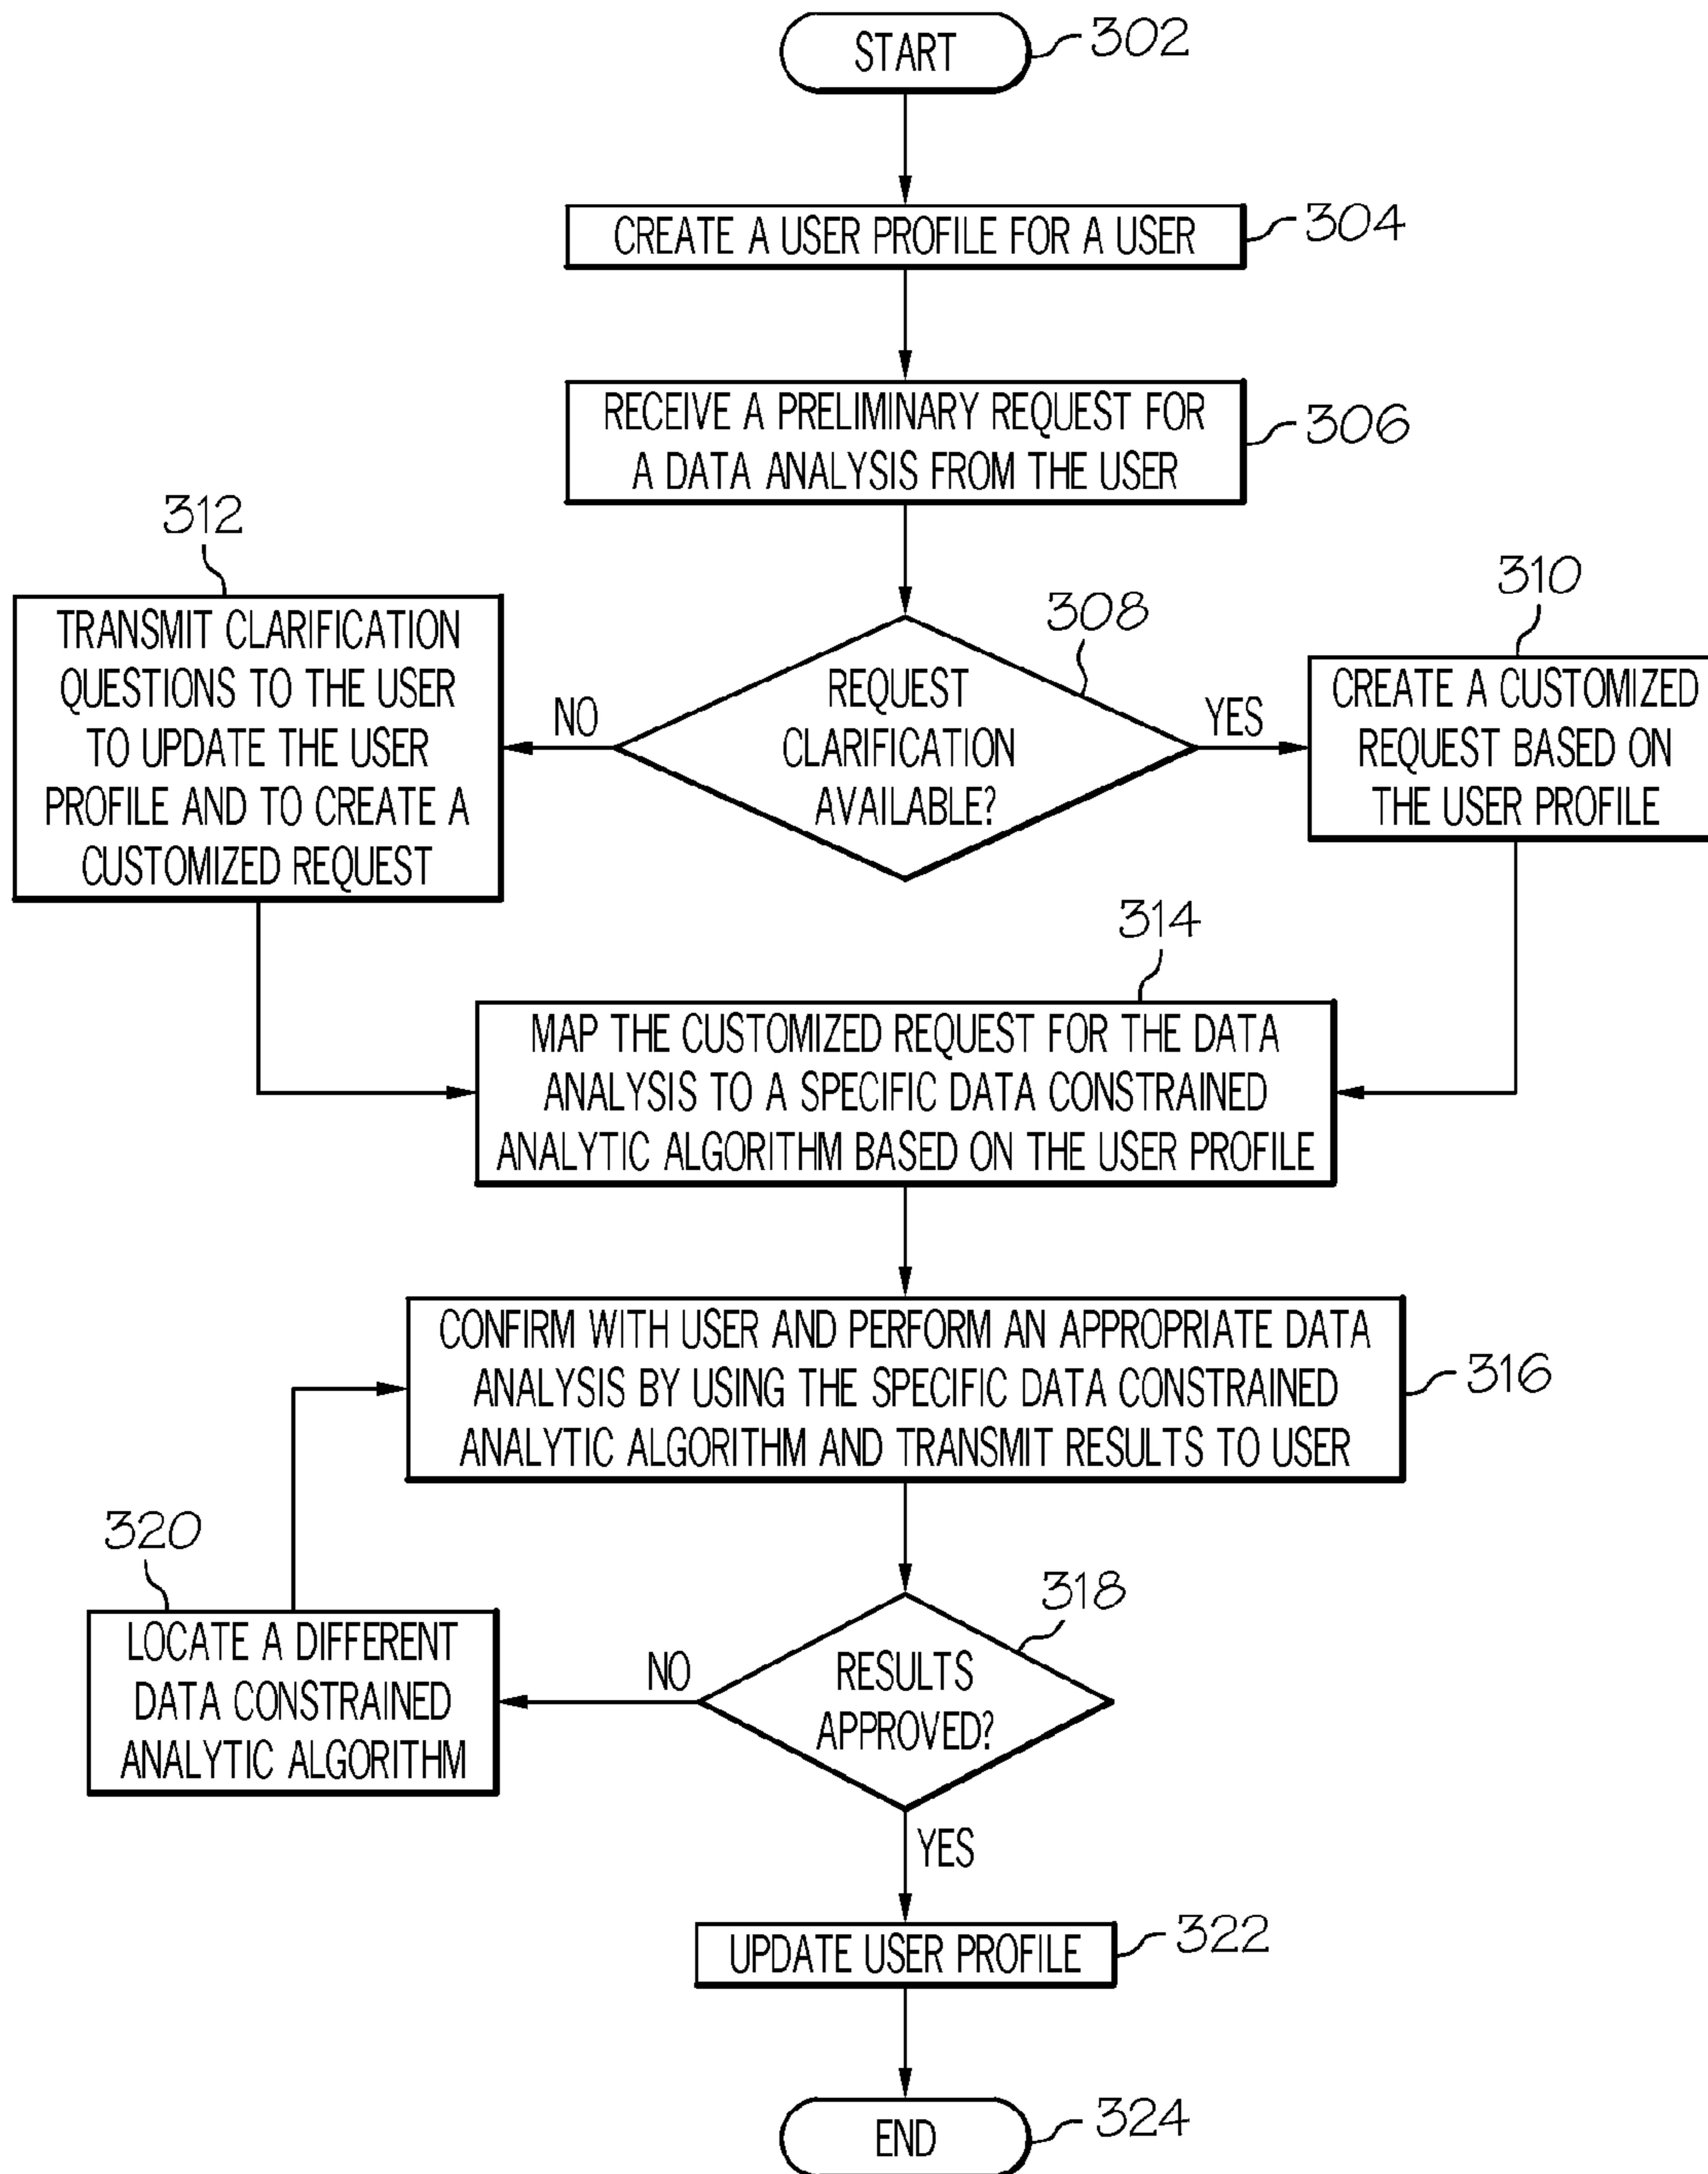 START
302
CREATE A USER PROFILE FOR A USER
304
RECEIVE A PRELIMINARY REQUEST FOR
A DATA ANALYSIS FROM THE USER
306
312
TRANSMIT CLARIFICATION
QUESTIONS TO THE USER
TO UPDATE THE USER
PROFILE AND TO CREATE A
CUSTOMIZED REQUEST
NO
308
REQUEST
CLARIFICATION
AVAILABLE?
YES
310
CREATE A CUSTOMIZED
REQUEST BASED ON
THE USER PROFILE
314
MAP THE CUSTOMIZED REQUEST FOR THE DATA
ANALYSIS TO A SPECIFIC DATA CONSTRAINED
ANALYTIC ALGORITHM BASED ON THE USER PROFILE
CONFIRM WITH USER AND PERFORM AN APPROPRIATE DATA
ANALYSIS BY USING THE SPECIFIC DATA CONSTRAINED
ANALYTIC ALGORITHM AND TRANSMIT RESULTS TO USER
316
320
LOCATE A DIFFERENT
DATA CONSTRAINED
ANALYTIC ALGORITHM
NO
318
RESULTS
APPROVED?
YES
UPDATE USER PROFILE
322
END
324